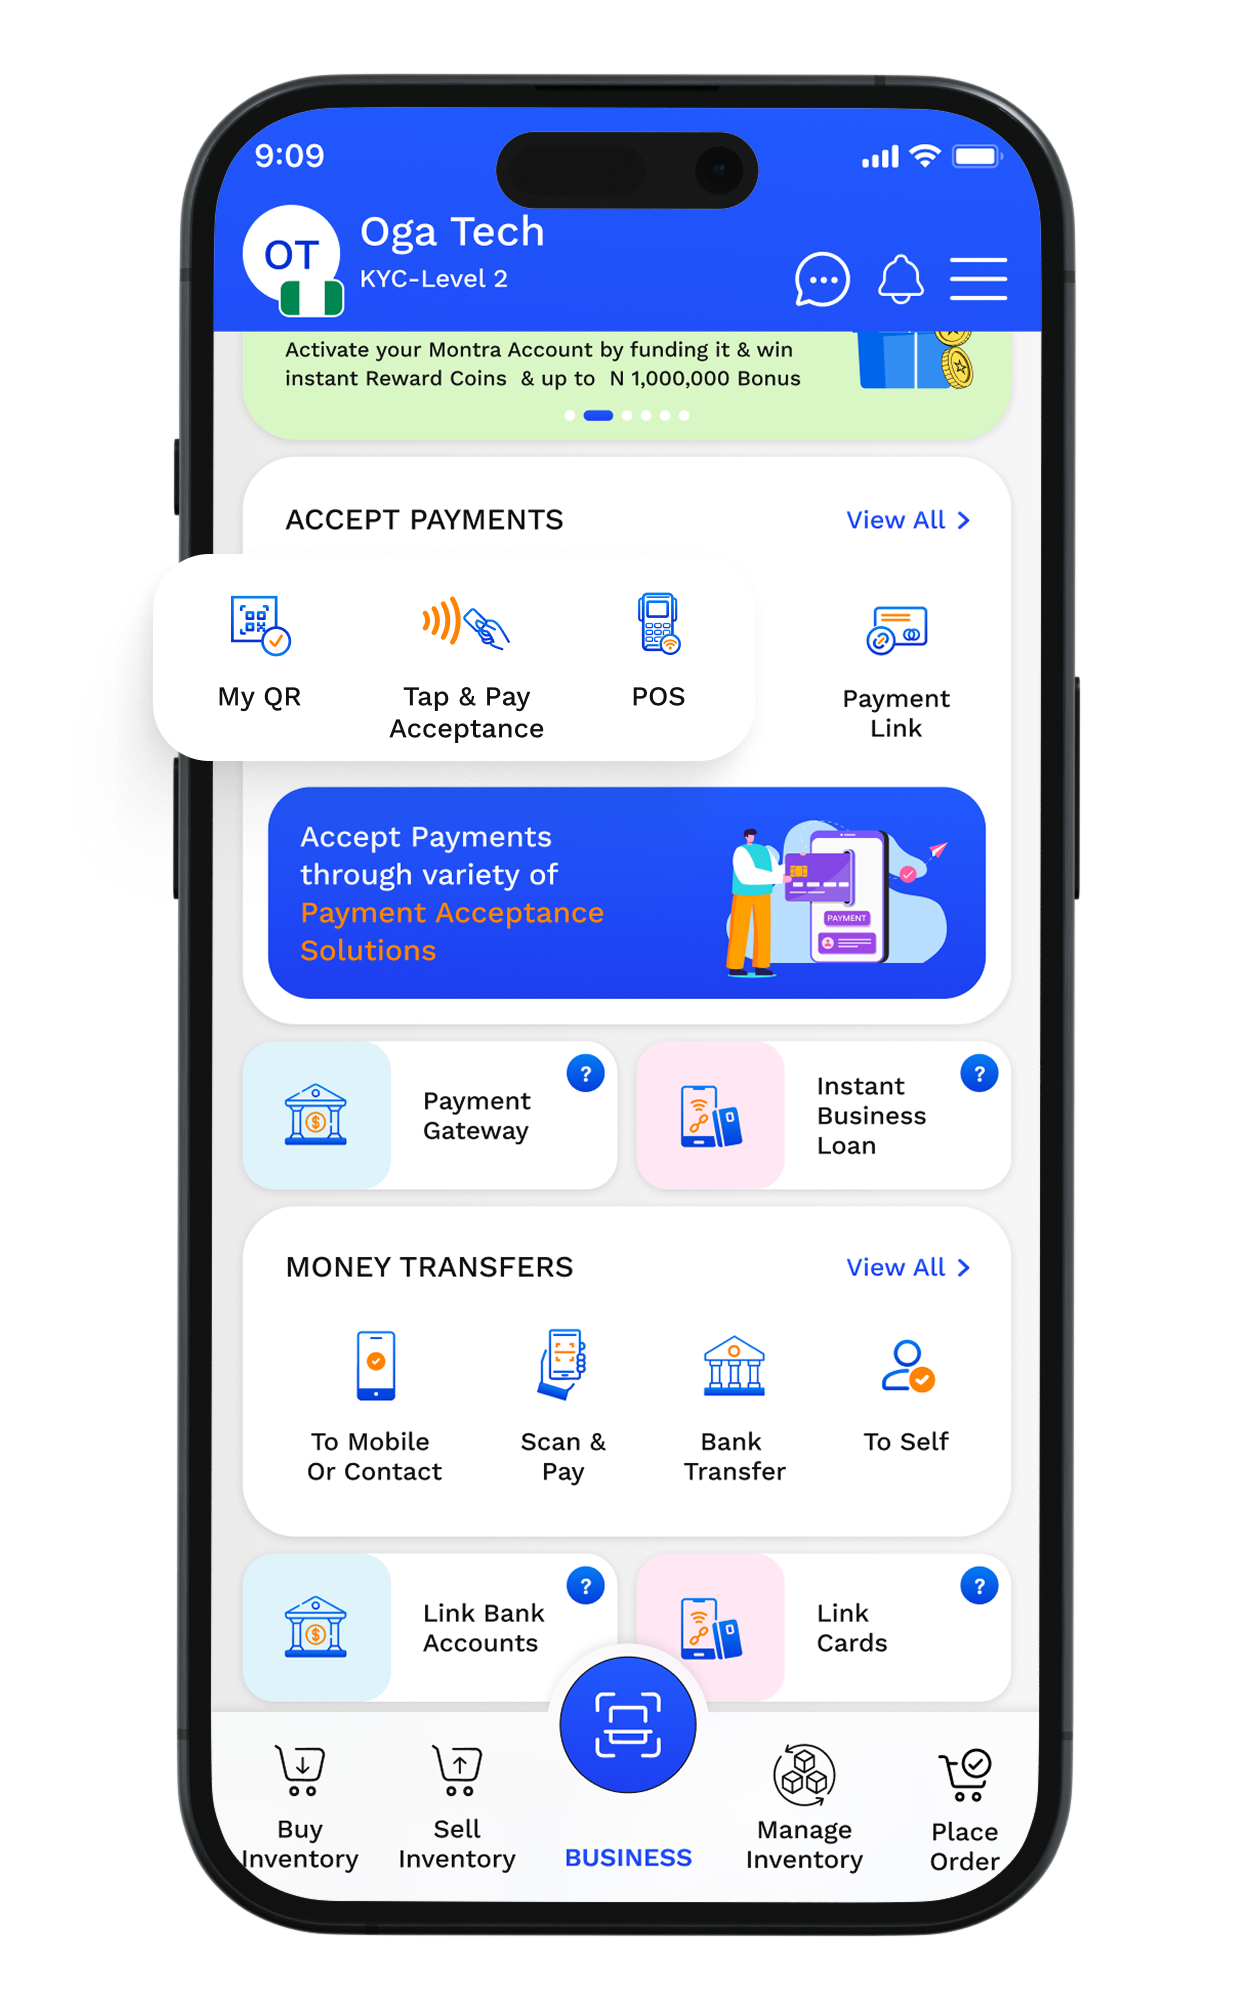 9:09
OT
Oga Tech
KYC-Level 2
Activate your Montra Account by funding it & win
instant Reward Coins & up to N 1,000,000 Bonus
ACCEPT PAYMENTS
View All >
My QR
Tap & Pay
Acceptance
POS
Payment
Link
Accept Payments
through variety of
Payment Acceptance
Solutions
PAYMENT
Payment
Gateway
?
Instant
Business
Loan
?
MONEY TRANSFERS
View All >
To Mobile
Or Contact
Scan &
Pay
Bank
Transfer
To Self
Link Bank
Accounts
?
Link
Cards
?
Buy
Inventory
Sell
Inventory
BUSINESS
Manage
Inventory
Place
Order